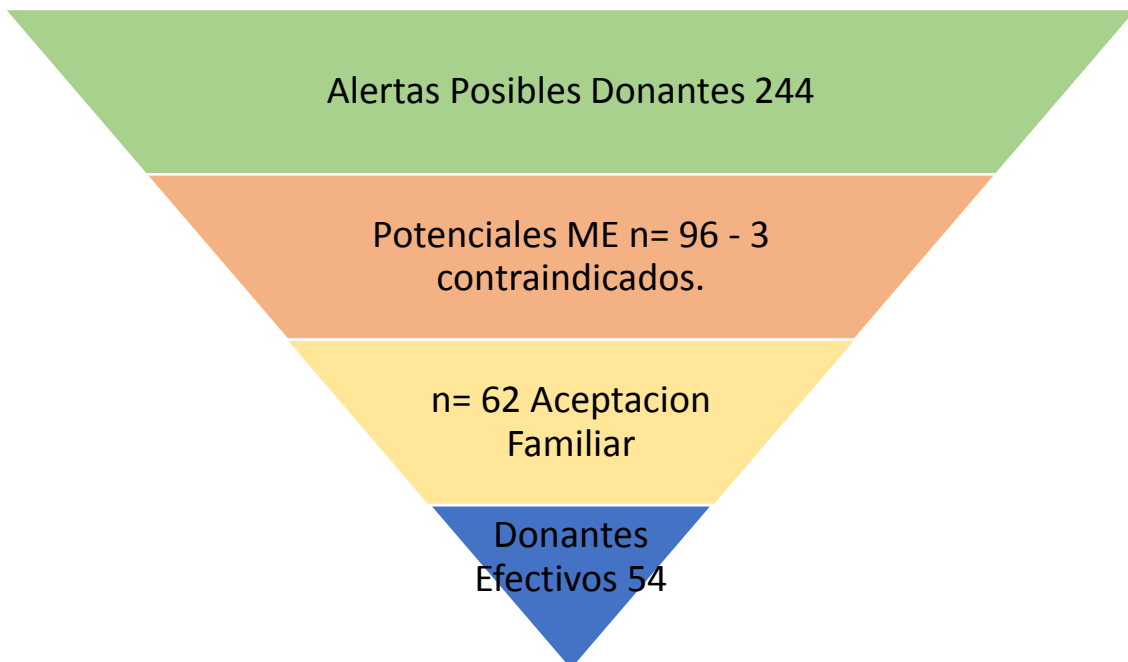 Alertas Posibles Donantes 244
Potenciales ME n= 96 - 3
contraindicados.
n= 62 Aceptacion
Familiar
Donantes
Efectivos 54